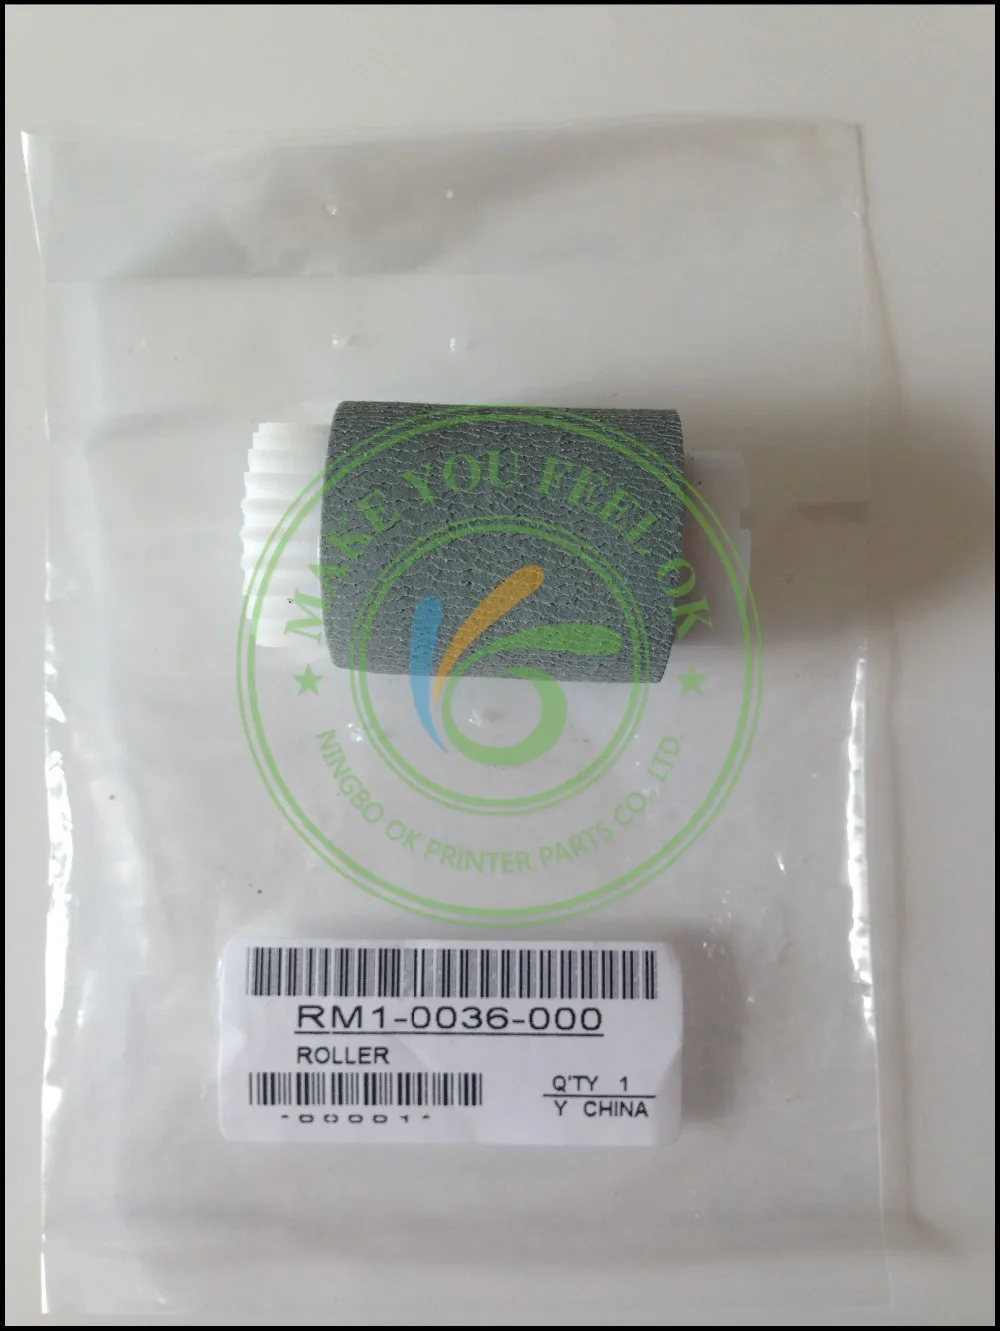 MAKE YOU FEEL OK
NINGBO OK PRINTER PARTS CO., LTD.
RM1-0036-000
ROLLER
Q'TY 1
Y CHINA